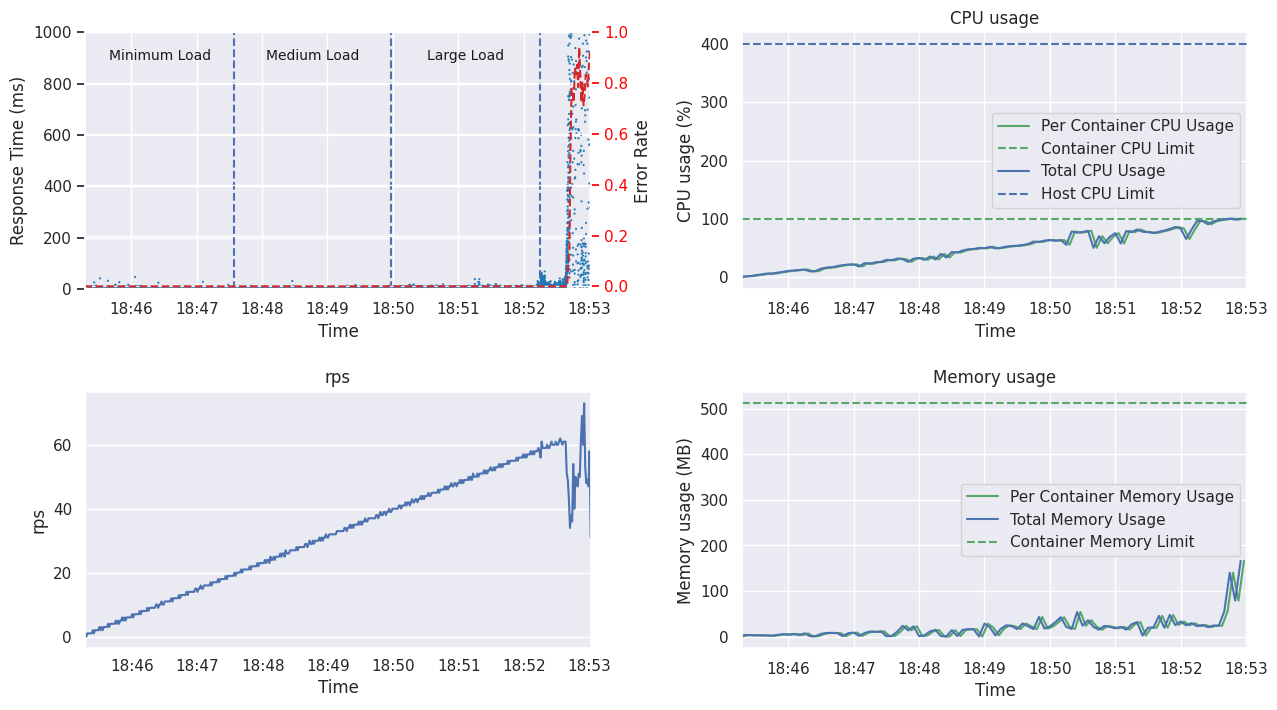 1000
800
600
400
200
0
Response Time (ms)
Minimum Load
Medium Load
Large Load
1.0
0.8
0.6
0.4
0.2
0.0
Error Rate
18:46 18:47 18:48 18:49 18:50 18:51 18:52 18:53
Time
CPU usage
400
300
200
100
0
CPU usage (%)
Per Container CPU Usage
Container CPU Limit
Total CPU Usage
Host CPU Limit
18:46 18:47 18:48 18:49 18:50 18:51 18:52 18:53
Time
rps
60
40
20
0
rps
18:46 18:47 18:48 18:49 18:50 18:51 18:52 18:53
Time
Memory usage
500
400
300
200
100
0
Memory usage (MB)
Per Container Memory Usage
Total Memory Usage
Container Memory Limit
18:46 18:47 18:48 18:49 18:50 18:51 18:52 18:53
Time